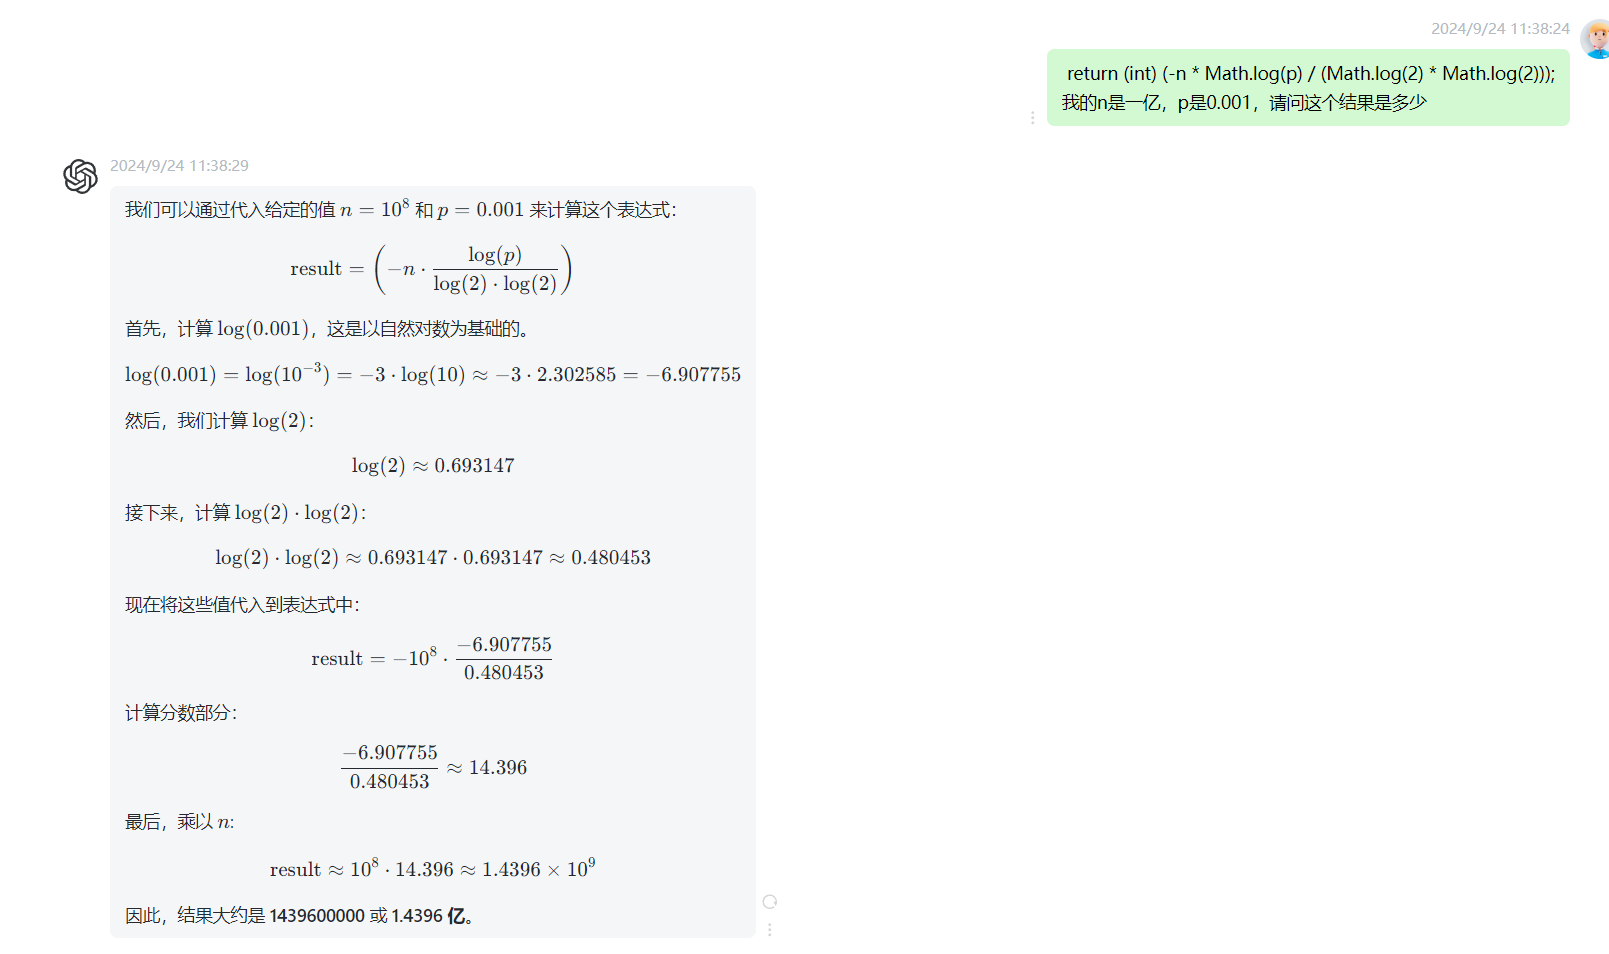 2024/9/24 11:38:24
return (int) (-n * Math.log(p) / (Math.log(2) * Math.log(2)));
我的n是一亿，p是0.001，请问这个结果是多少
2024/9/24 11:38:29
我们可以通过代入给定的值 n = 10⁸ 和 p = 0.001 来计算这个表达式：
result = (−n · log(p) / (log(2) · log(2)))
首先，计算 log(0.001)，这是以自然对数为基础的。
log(0.001) = log(10⁻³) = −3 · log(10) ≈ −3 · 2.302585 = −6.907755
然后，我们计算 log(2)：
log(2) ≈ 0.693147
接下来，计算 log(2) · log(2)：
log(2) · log(2) ≈ 0.693147 · 0.693147 ≈ 0.480453
现在将这些值代入到表达式中：
result = −10⁸ · −6.907755 / 0.480453
计算分数部分：
−6.907755 / 0.480453 ≈ 14.396
最后，乘以 n:
result ≈ 10⁸ · 14.396 ≈ 1.4396 × 10⁹
因此，结果大约是 1439600000 或 1.4396 亿。